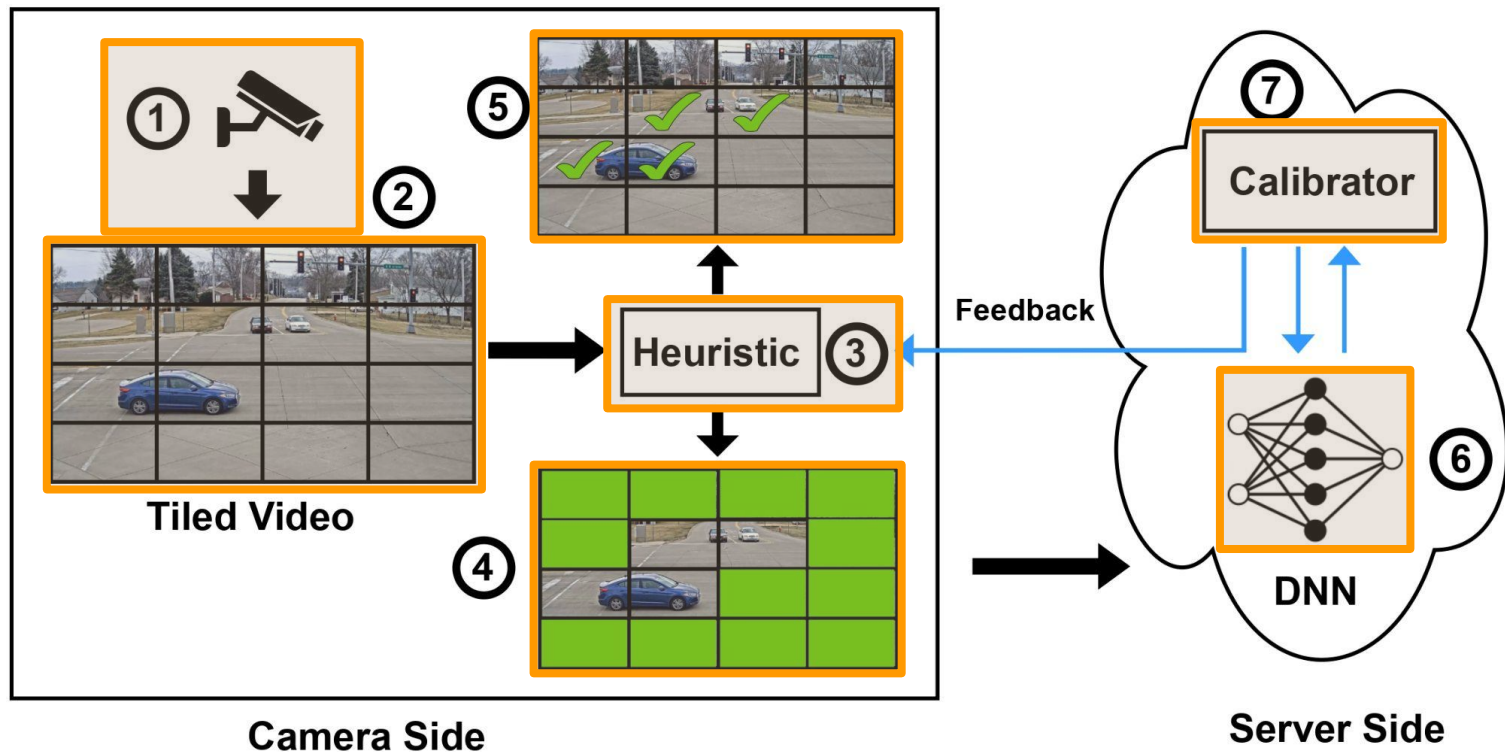 1
2
Tiled Video
5
Heuristic
3
4
Camera Side
Feedback
7
Calibrator
6
DNN
Server Side